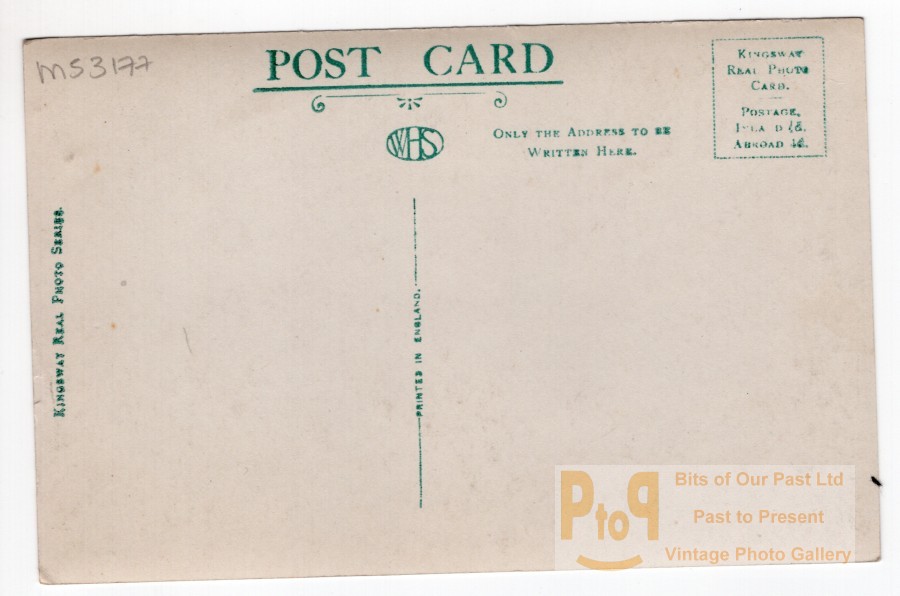 MS3177
POST CARD
WHS
ONLY THE ADDRESS TO BE
WRITTEN HERE.
KINGSWAY
REAL PHOTO
CARD.
POSTAGE,
ABROAD
KINGSWAY REAL PHOTO SERIES.
PRINTED IN ENGLAND.
PtoP
Bits of Our Past Ltd
Past to Present
Vintage Photo Gallery